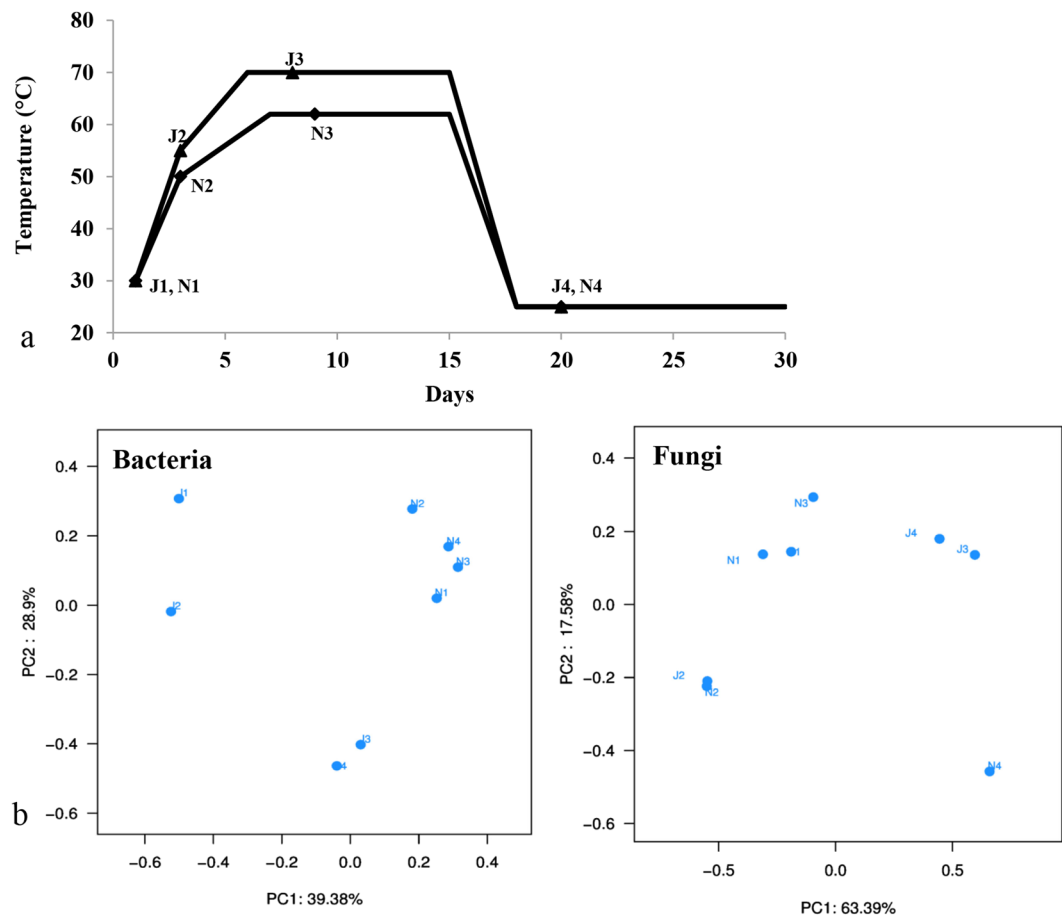 80
70
60
50
40
30
20
Temperature (°C)
J3
N3
J2
N2
J1, N1
J4, N4
0
5
10
15
20
25
30
Days
a
Bacteria
0.4
0.2
0.0
−0.2
−0.4
−0.6
PC2 : 28.9%
J1
N2
N4
N3
N1
J2
J3
−0.6
−0.4
−0.2
0.0
0.2
0.4
PC1: 39.38%
Fungi
0.4
0.2
0.0
−0.2
−0.4
−0.6
PC2 : 17.58%
N3
J4
J3
N1
J2
N2
N4
−0.5
0.0
0.5
PC1: 63.39%
b